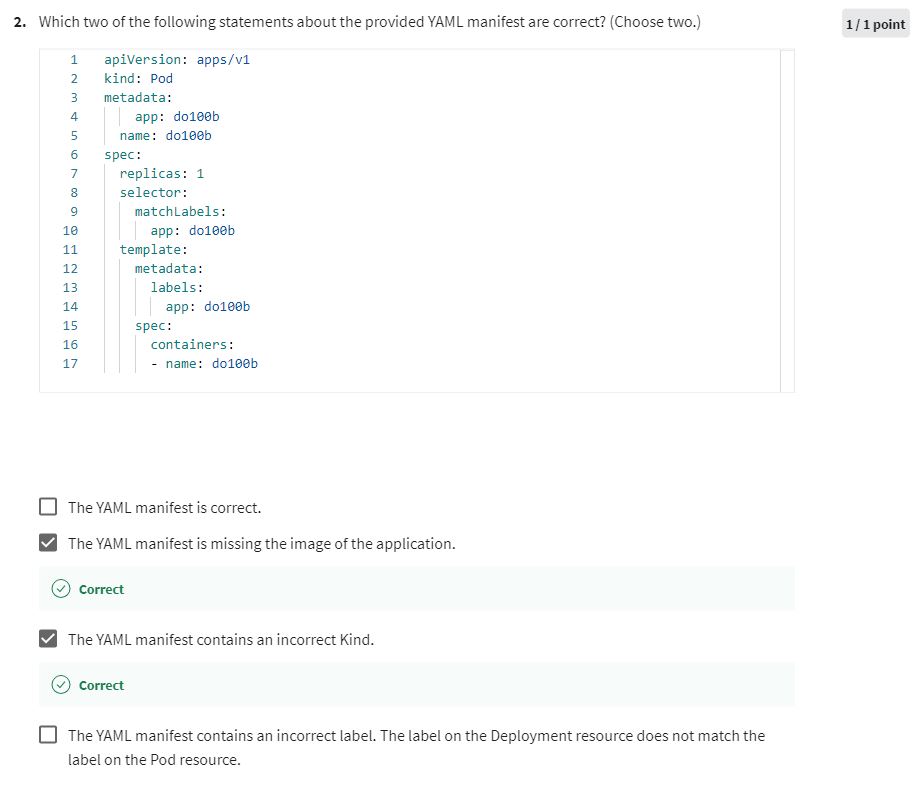 2. Which two of the following statements about the provided YAML manifest are correct? (Choose two.)
1 / 1 point
1 apiVersion: apps/v1
2 kind: Pod
3 metadata:
4     app: do100b
5   name: do100b
6 spec:
7   replicas: 1
8   selector:
9     matchLabels:
10       app: do100b
11   template:
12     metadata:
13       labels:
14         app: do100b
15     spec:
16       containers:
17       - name: do100b
The YAML manifest is correct.
The YAML manifest is missing the image of the application.
Correct
The YAML manifest contains an incorrect Kind.
Correct
The YAML manifest contains an incorrect label. The label on the Deployment resource does not match the
label on the Pod resource.